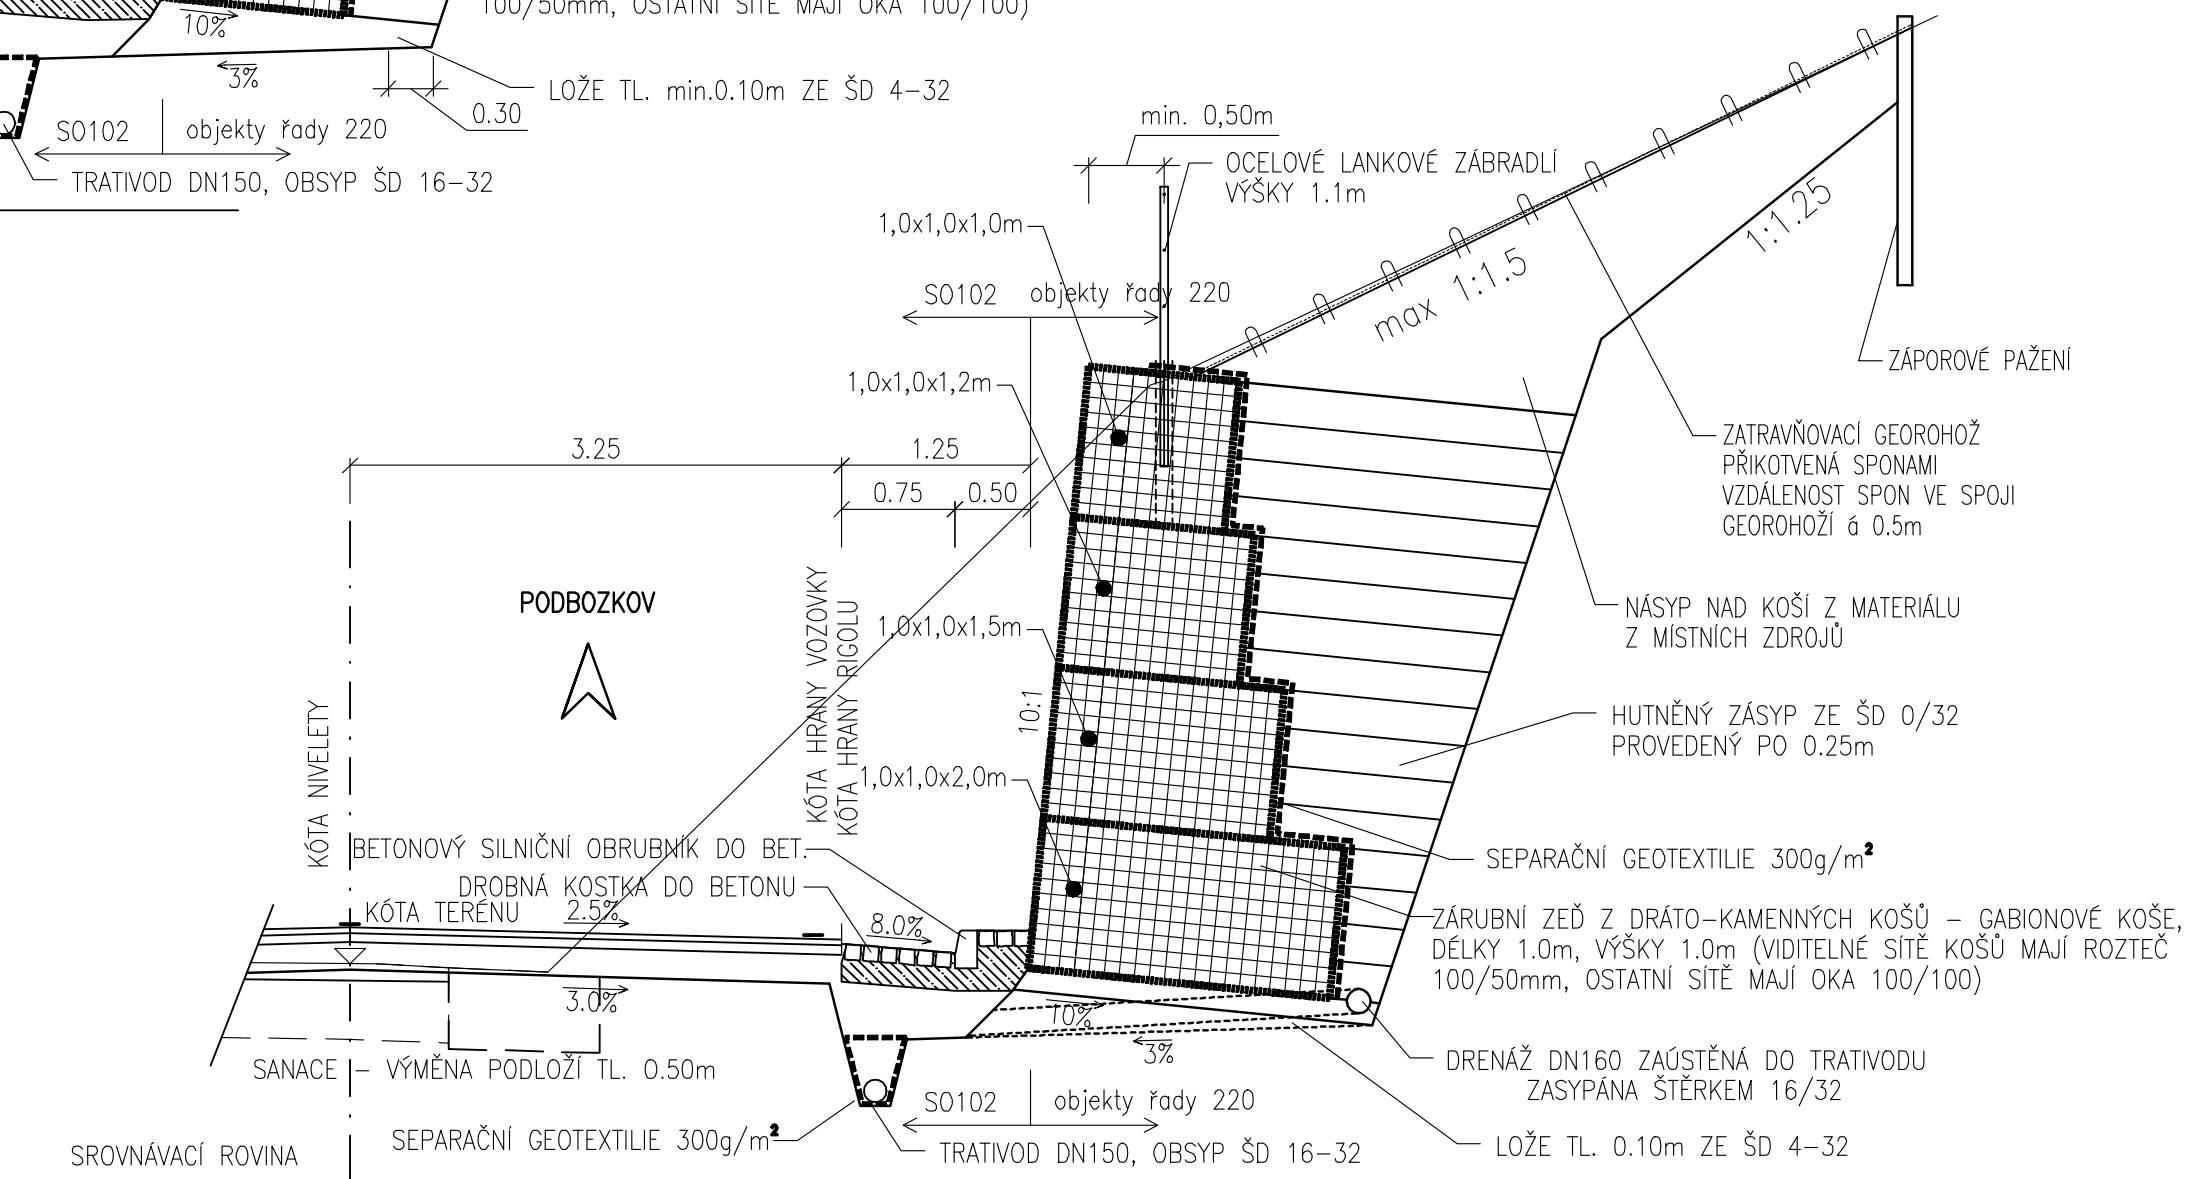 100/50mm, OSTATNÍ SÍTĚ MAJÍ OKA 100/100)
10%
3%
LOŽE TL. min.0.10m ZE ŠD 4-32
0.30
SO102
objekty řady 220
TRATIVOD DN150, OBSYP ŠD 16-32
min. 0,50m
OCELOVÉ LANKOVÉ ZÁBRADLÍ
VÝŠKY 1.1m
1,0x1,0x1,0m
SO102
objekty řady 220
max 1:1.5
1:1.25
ZÁPOROVÉ PAŽENÍ
1,0x1,0x1,2m
ZATRAVŇOVACÍ GEOROHOŽ
PŘIKOTVENÁ SPONAMI
VZDÁLENOST SPON VE SPOJI
GEOROHOŽÍ á 0.5m
3.25
1.25
0.75
0.50
PODBOZKOV
KÓTA NIVELETY
KÓTA HRANY VOZOVKY
KÓTA HRANY RIGOLU
1,0x1,0x1,5m
10:1
NÁSYP NAD KOŠÍ Z MATERIÁLU
Z MÍSTNÍCH ZDROJŮ
HUTNĚNÝ ZÁSYP ZE ŠD 0/32
PROVEDENÝ PO 0.25m
1,0x1,0x2,0m
BETONOVÝ SILNIČNÍ OBRUBNÍK DO BET.
DROBNÁ KOSTKA DO BETONU
KÓTA TERÉNU
2.5%
8.0%
SEPARAČNÍ GEOTEXTILIE 300g/m²
ZÁRUBNÍ ZEĎ Z DRÁTO-KAMENNÝCH KOŠŮ - GABIONOVÉ KOŠE,
DÉLKY 1.0m, VÝŠKY 1.0m (VIDITELNÉ SÍTĚ KOŠŮ MAJÍ ROZTEČ
100/50mm, OSTATNÍ SÍTĚ MAJÍ OKA 100/100)
3.0%
10%
3%
SANACE - VÝMĚNA PODLOŽÍ TL. 0.50m
DRENÁŽ DN160 ZAÚSTĚNÁ DO TRATIVODU
ZASYPÁNA ŠTĚRKEM 16/32
SO102
objekty řady 220
SEPARAČNÍ GEOTEXTILIE 300g/m²
TRATIVOD DN150, OBSYP ŠD 16-32
LOŽE TL. 0.10m ZE ŠD 4-32
SROVNÁVACÍ ROVINA